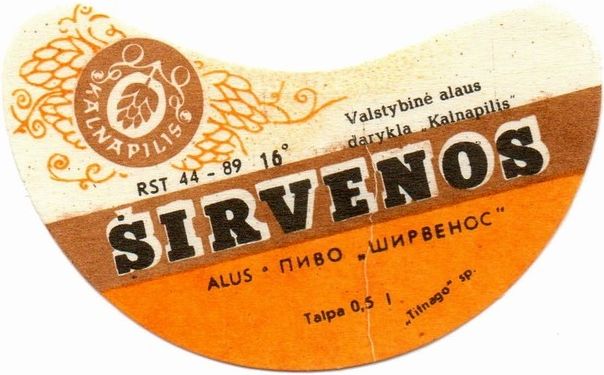 KALNAPILIS
Valstybinė alaus
darykla „Kalnapilis"
RST 44 - 89 16°
ŠIRVENOS
ALUS • ПИВО „ШИРВЕНОС"
Talpa 0,5 l
„Titnago" sp.